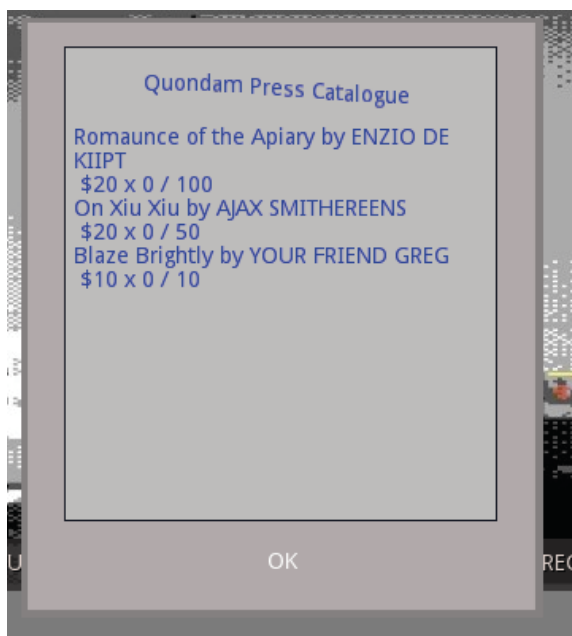 Quondam Press Catalogue
Romaunce of the Apiary by ENZIO DE
KIIPT
$20 x 0 / 100
On Xiu Xiu by AJAX SMITHEREENS
$20 x 0 / 50
Blaze Brightly by YOUR FRIEND GREG
$10 x 0 / 10
OK